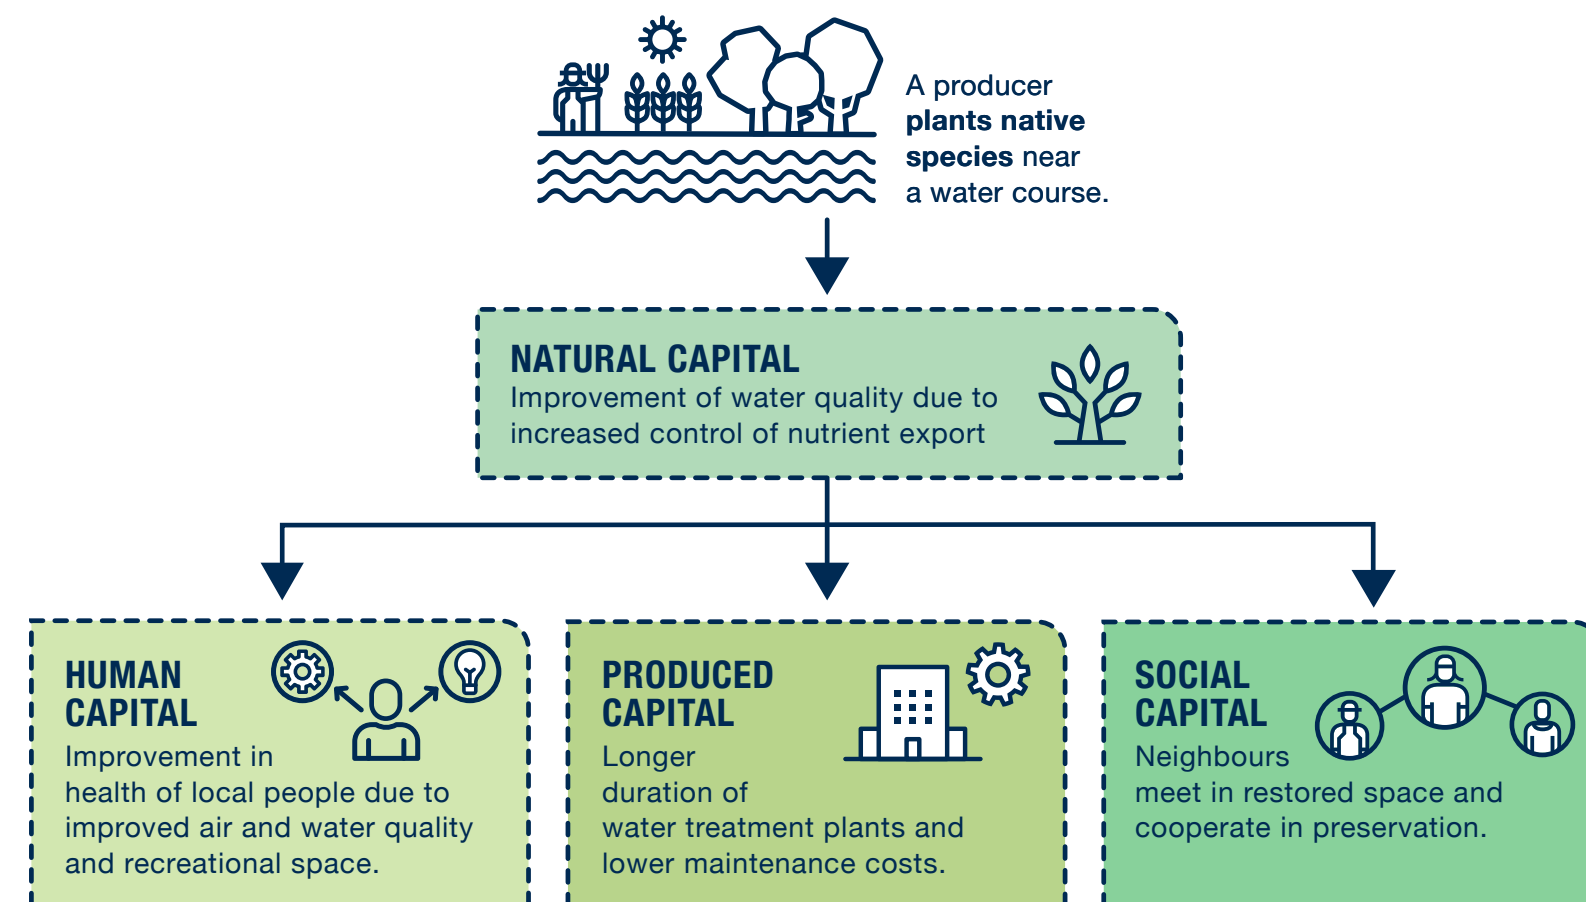 A producer
plants native
species near
a water course.
NATURAL CAPITAL
Improvement of water quality due to
increased control of nutrient export
HUMAN
CAPITAL
Improvement in
health of local people due to
improved air and water quality
and recreational space.
PRODUCED
CAPITAL
Longer
duration of
water treatment plants and
lower maintenance costs.
SOCIAL
CAPITAL
Neighbours
meet in restored space and
cooperate in preservation.